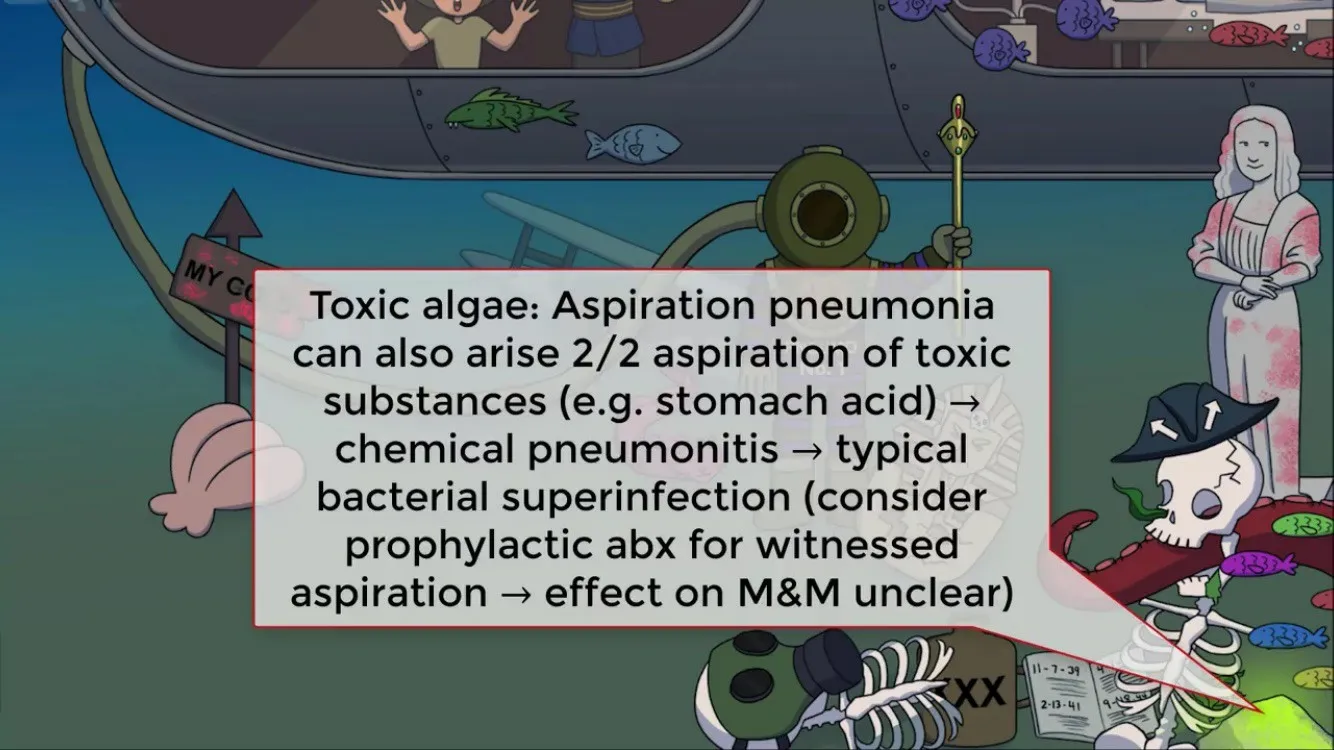 MY CO
Toxic algae: Aspiration pneumonia
can also arise 2/2 aspiration of toxic
substances (e.g. stomach acid) →
chemical pneumonitis → typical
bacterial superinfection (consider
prophylactic abx for witnessed
aspiration → effect on M&M unclear)
No. 1
XXX
11-7-39
2-13-41